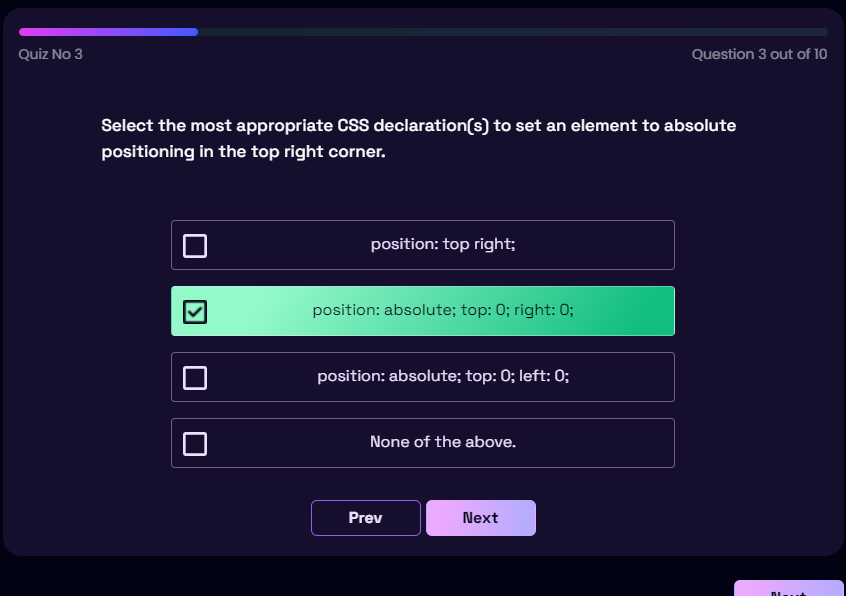 Quiz No 3
Question 3 out of 10
Select the most appropriate CSS declaration(s) to set an element to absolute
positioning in the top right corner.
position: top right;
position: absolute; top: 0; right: 0;
position: absolute; top: 0; left: 0;
None of the above.
Prev
Next
Next